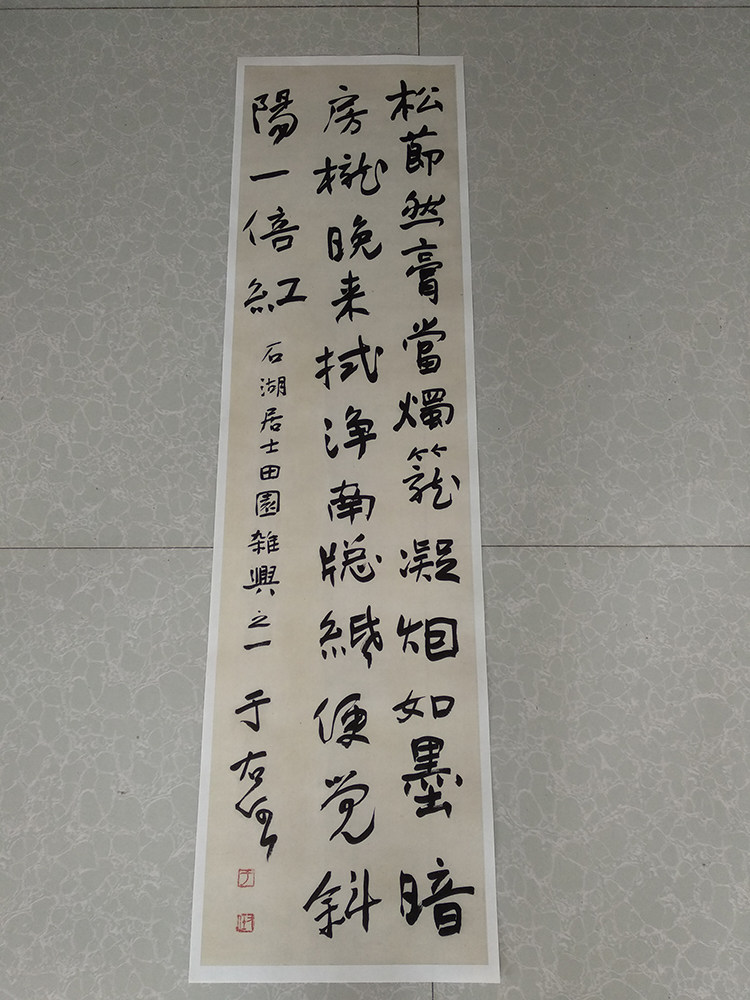 松莭然膏當燭籠凝烟如墨暗
房櫳晚来拭浄南牕紙便覚斜
陽一倍紅 石湖居士田園雜興之一 于右任